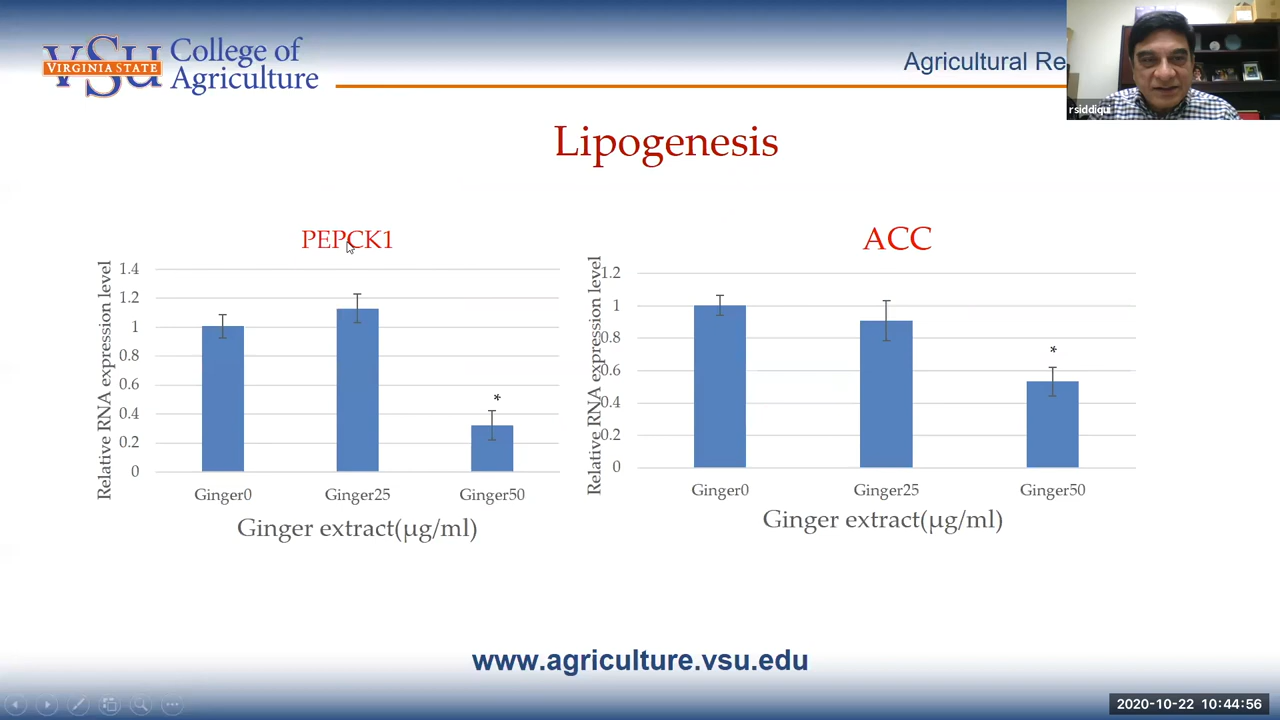 VSU
VIRGINIA STATE
College of
Agriculture
Agricultural Re
rsiddiqui
Lipogenesis
PEPCK1
Relative RNA expression level
1.4
1.2
1
0.8
0.6
0.4
0.2
0
*
Ginger0 Ginger25 Ginger50
Ginger extract(µg/ml)
ACC
Relative RNA expression level
1.2
1
0.8
0.6
0.4
0.2
0
*
Ginger0 Ginger25 Ginger50
Ginger extract(µg/ml)
www.agriculture.vsu.edu
2020-10-22 10:44:56